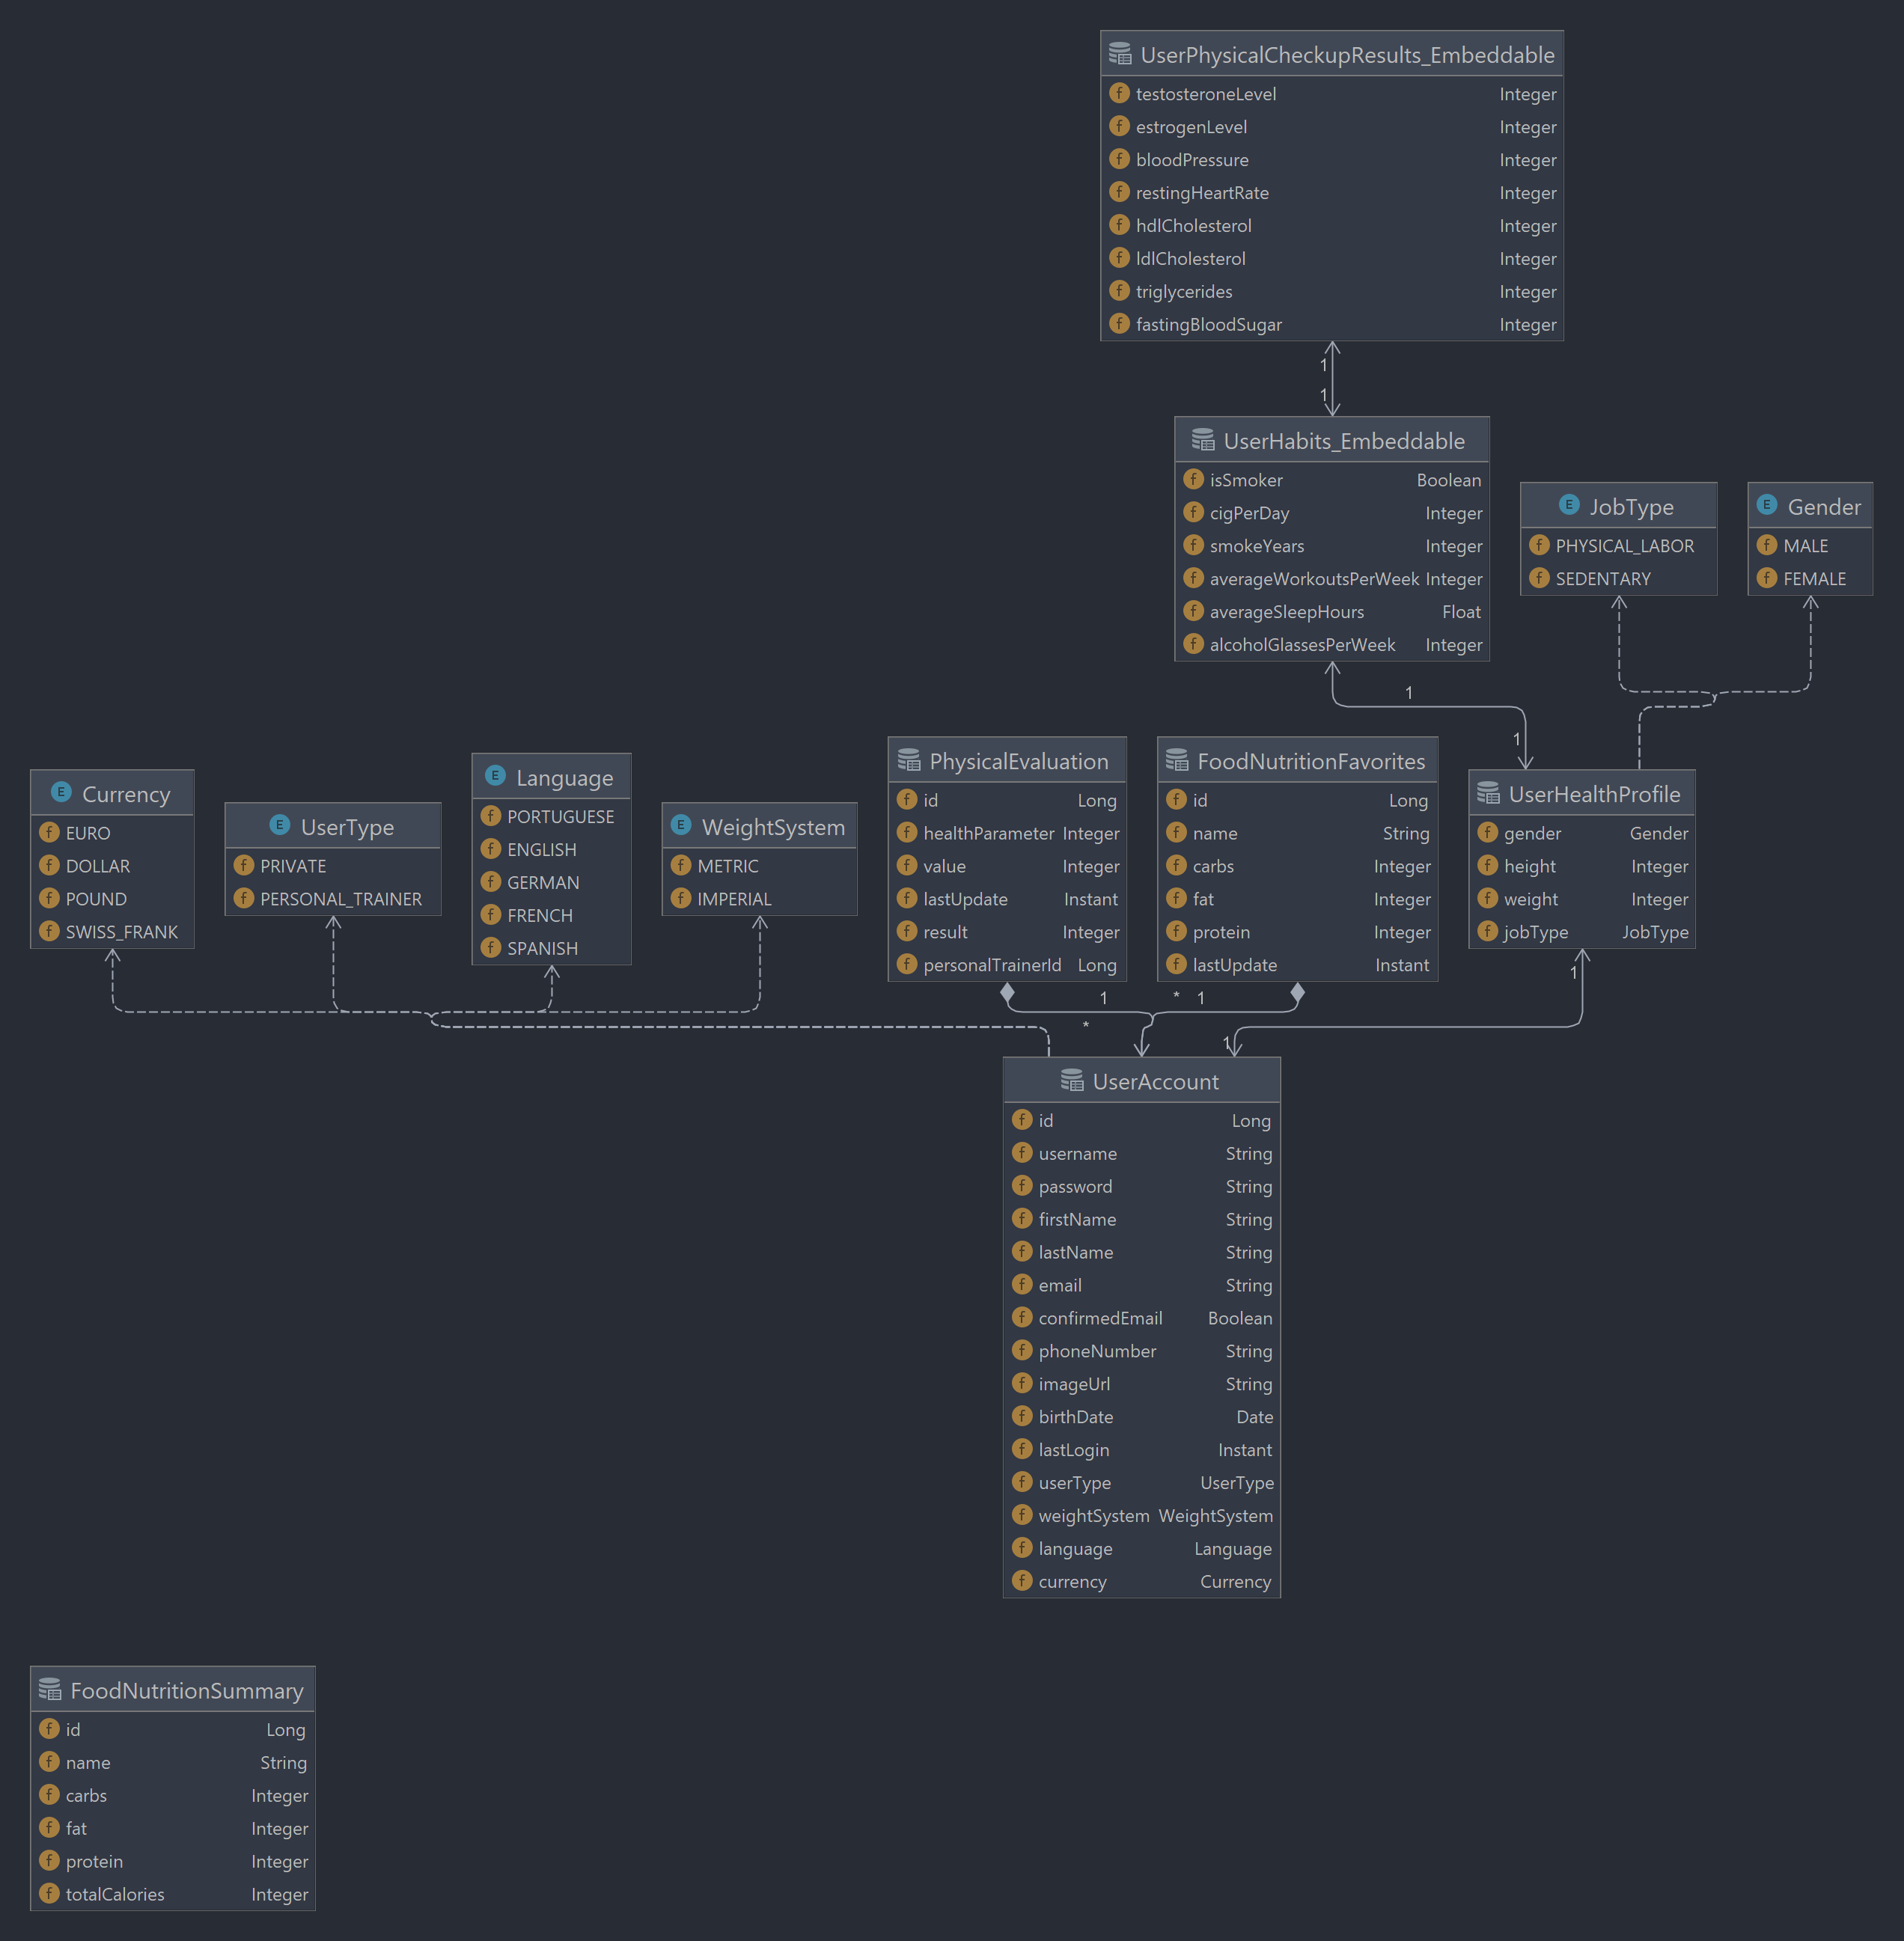 UserPhysicalCheckupResults_Embeddable
testosteroneLevel Integer
estrogenLevel Integer
bloodPressure Integer
restingHeartRate Integer
hdlCholesterol Integer
ldlCholesterol Integer
triglycerides Integer
fastingBloodSugar Integer
1
1
UserHabits_Embeddable
isSmoker Boolean
cigPerDay Integer
smokeYears Integer
averageWorkoutsPerWeek Integer
averageSleepHours Float
alcoholGlassesPerWeek Integer
JobType
PHYSICAL_LABOR
SEDENTARY
Gender
MALE
FEMALE
1
1
Currency
EURO
DOLLAR
POUND
SWISS_FRANK
UserType
PRIVATE
PERSONAL_TRAINER
Language
PORTUGUESE
ENGLISH
GERMAN
FRENCH
SPANISH
WeightSystem
METRIC
IMPERIAL
PhysicalEvaluation
id Long
healthParameter Integer
value Integer
lastUpdate Instant
result Integer
personalTrainerId Long
FoodNutritionFavorites
id Long
name String
carbs Integer
fat Integer
protein Integer
lastUpdate Instant
UserHealthProfile
gender Gender
height Integer
weight Integer
jobType JobType
1
1 * 1
*
1
UserAccount
id Long
username String
password String
firstName String
lastName String
email String
confirmedEmail Boolean
phoneNumber String
imageUrl String
birthDate Date
lastLogin Instant
userType UserType
weightSystem WeightSystem
language Language
currency Currency
FoodNutritionSummary
id Long
name String
carbs Integer
fat Integer
protein Integer
totalCalories Integer